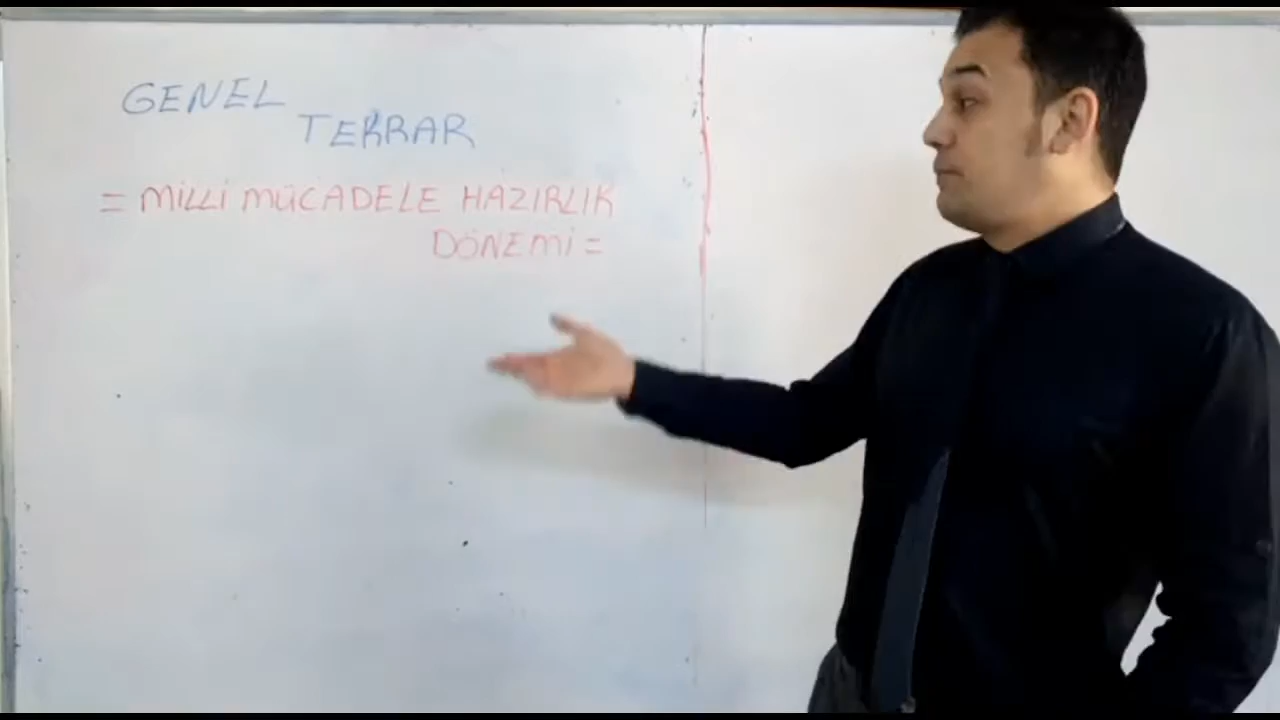 GENEL
TEKRAR
= MİLLİ MÜCADELE HAZIRLIK
DÖNEMİ =